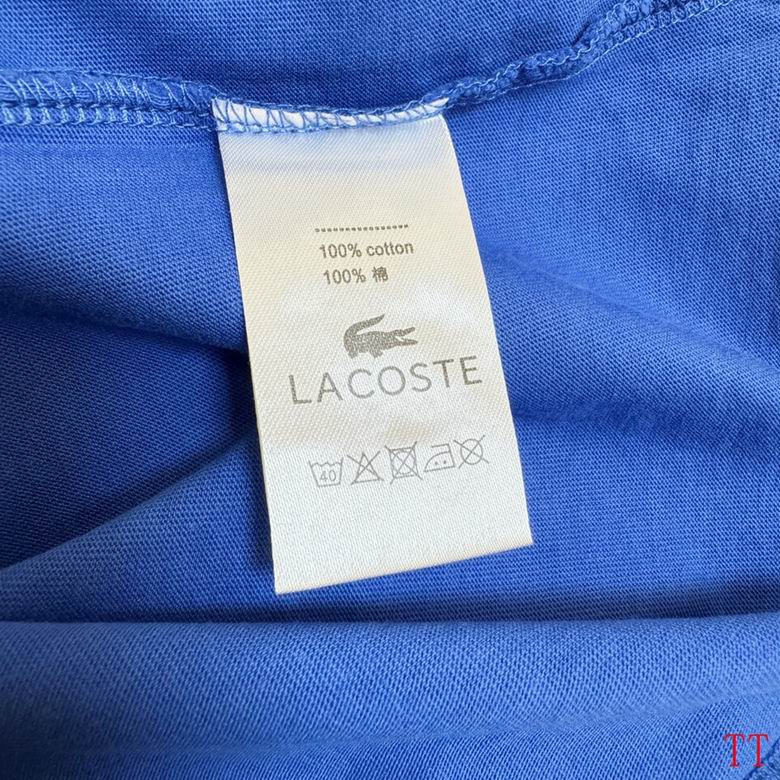 100% cotton
100% 棉
LACOSTE
40
TT